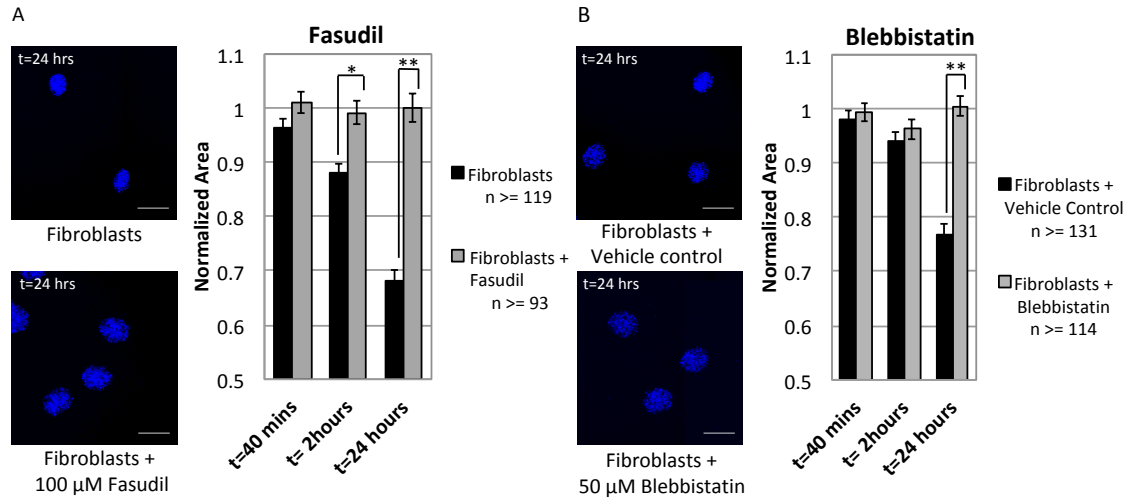 A
t=24 hrs
Fibroblasts
t=24 hrs
Fibroblasts +
100 µM Fasudil
Fasudil
Normalized Area
1.1
1
0.9
0.8
0.7
0.6
0.5
*
**
t=40 mins
t= 2hours
t=24 hours
Fibroblasts
n >= 119
Fibroblasts +
Fasudil
n >= 93
B
t=24 hrs
Fibroblasts +
Vehicle control
t=24 hrs
Fibroblasts +
50 µM Blebbistatin
Blebbistatin
Normalized Area
1.1
1
0.9
0.8
0.7
0.6
0.5
**
t=40 mins
t= 2hours
t=24 hours
Fibroblasts +
Vehicle Control
n >= 131
Fibroblasts +
Blebbistatin
n >= 114